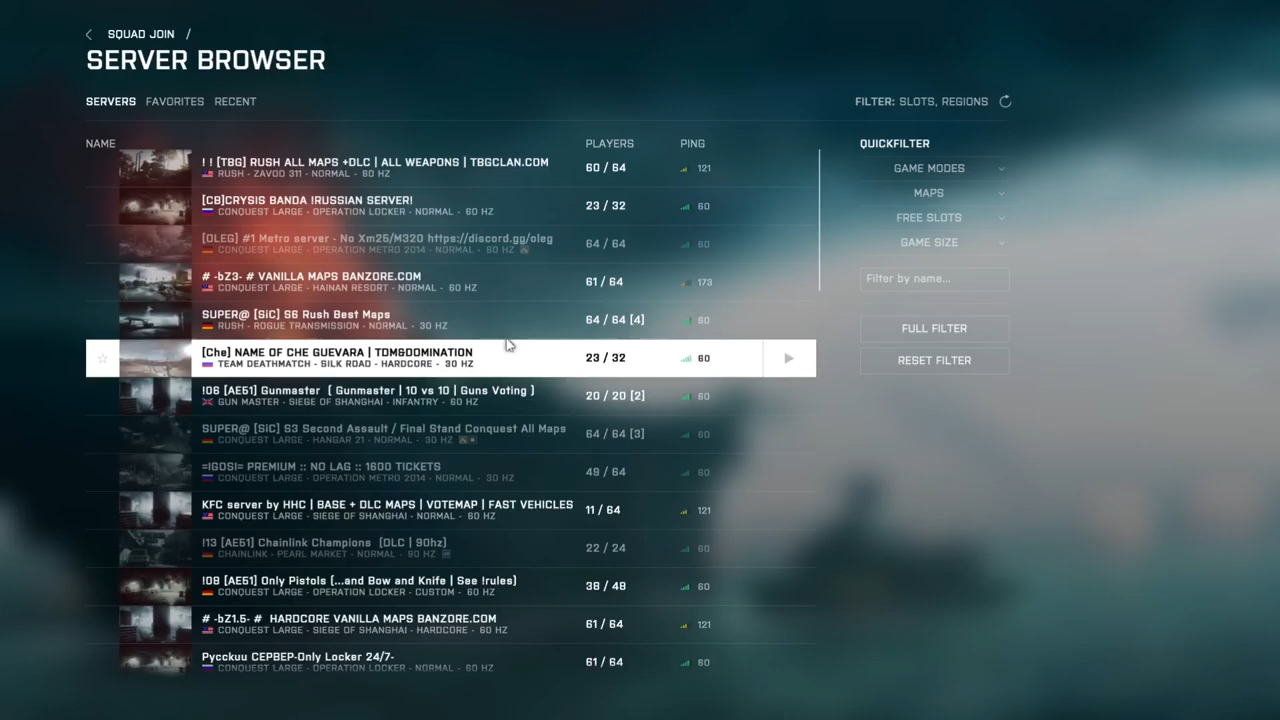 SQUAD JOIN /
SERVER BROWSER
SERVERS FAVORITES RECENT
FILTER: SLOTS, REGIONS
NAME PLAYERS PING
! ! [TBG] RUSH ALL MAPS +DLC | ALL WEAPONS | TBGCLAN.COM 60 / 64 121
RUSH - ZAVOD 311 - NORMAL - 60 HZ
[CB]CRYSIS BANDA !RUSSIAN SERVER! 23 / 32 60
CONQUEST LARGE - OPERATION LOCKER - NORMAL - 60 HZ
[OLEG] #1 Metro server - No Xm25/M320 https://discord.gg/oleg 64 / 64 60
CONQUEST LARGE - OPERATION METRO 2014 - NORMAL - 60 HZ
# -bZ3- # VANILLA MAPS BANZORE.COM 61 / 64 173
CONQUEST LARGE - HAINAN RESORT - NORMAL - 60 HZ
SUPER@ [SiC] S6 Rush Best Maps 64 / 64 [4] 60
RUSH - ROGUE TRANSMISSION - NORMAL - 30 HZ
[Che] NAME OF CHE GUEVARA | TDM&DOMINATION 23 / 32 60
TEAM DEATHMATCH - SILK ROAD - HARDCORE - 30 HZ
!06 [AE51] Gunmaster ( Gunmaster | 10 vs 10 | Guns Voting ) 20 / 20 [2] 60
GUN MASTER - SIEGE OF SHANGHAI - INFANTRY - 60 HZ
SUPER@ [SiC] S3 Second Assault / Final Stand Conquest All Maps 64 / 64 [3] 60
CONQUEST LARGE - HANGAR 21 - NORMAL - 30 HZ
=IGOSI= PREMIUM :: NO LAG :: 1600 TICKETS 49 / 64 60
CONQUEST LARGE - OPERATION METRO 2014 - NORMAL - 30 HZ
KFC server by HHC | BASE + DLC MAPS | VOTEMAP | FAST VEHICLES 11 / 64 121
CONQUEST LARGE - SIEGE OF SHANGHAI - NORMAL - 60 HZ
!13 [AE51] Chainlink Champions (DLC | 90hz) 22 / 24 60
CHAINLINK - PEARL MARKET - NORMAL - 90 HZ
!09 [AE51] Only Pistols (...and Bow and Knife | See !rules) 38 / 48 60
CONQUEST LARGE - OPERATION LOCKER - CUSTOM - 60 HZ
# -bZ1.5- # HARDCORE VANILLA MAPS BANZORE.COM 61 / 64 121
CONQUEST LARGE - SIEGE OF SHANGHAI - HARDCORE - 60 HZ
Pycckuu CEPBEP-Only Locker 24/7- 61 / 64 60
CONQUEST LARGE - OPERATION LOCKER - NORMAL - 60 HZ
QUICKFILTER
GAME MODES
MAPS
FREE SLOTS
GAME SIZE
Filter by name...
FULL FILTER
RESET FILTER